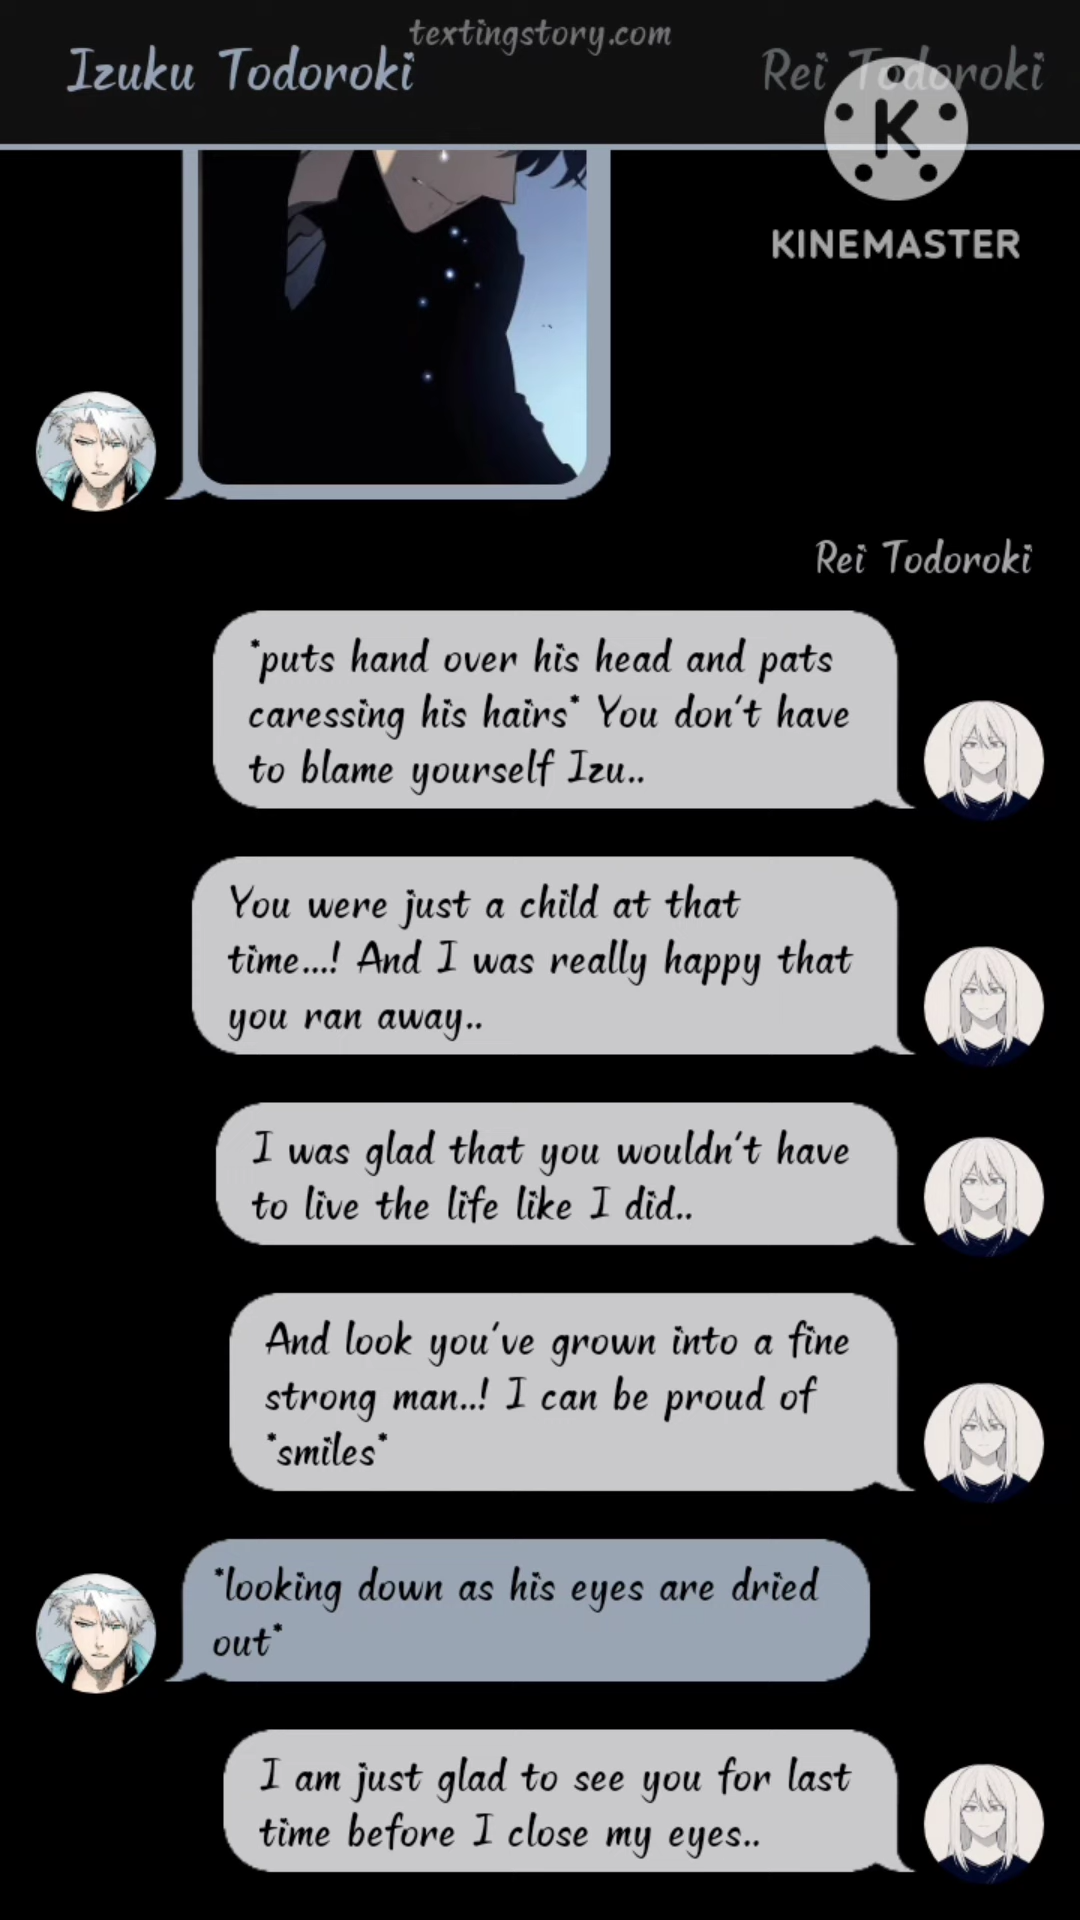 textingstory.com
Izuku Todoroki
Rei Todoroki
K
KINEMASTER
Rei Todoroki
*puts hand over his head and pats
caressing his hairs* You don't have
to blame yourself Izu..
You were just a child at that
time...! And I was really happy that
you ran away..
I was glad that you wouldn't have
to live the life like I did..
And look you've grown into a fine
strong man..! I can be proud of
*smiles*
*looking down as his eyes are dried
out*
I am just glad to see you for last
time before I close my eyes..